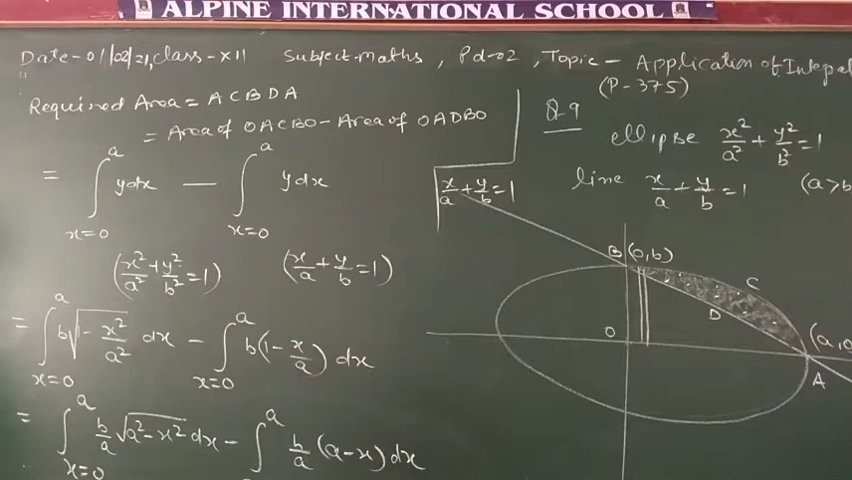 ALPINE INTERNATIONAL SCHOOL
Date-01/02/21, class-XII Subject-maths, Pd-02, Topic- Application of Integral
(P-375)
Required Area = ACBDA
= Area of OACBO - Area of OADBO
= ∫_{x=0}^{a} y dx — ∫_{x=0}^{a} y dx
(x²/a² + y²/b² = 1) (x/a + y/b = 1)
= ∫_{x=0}^{a} b√(1 - x²/a²) dx - ∫_{x=0}^{a} b(1 - x/a) dx
= ∫_{x=0}^{a} b/a √(a² - x²) dx - ∫^{a} b/a (a - x) dx
Q-9
ellipse x²/a² + y²/b² = 1
line x/a + y/b = 1 (a>b
x/a + y/b = 1
B (0,b)
C
D
O
(a,0
A